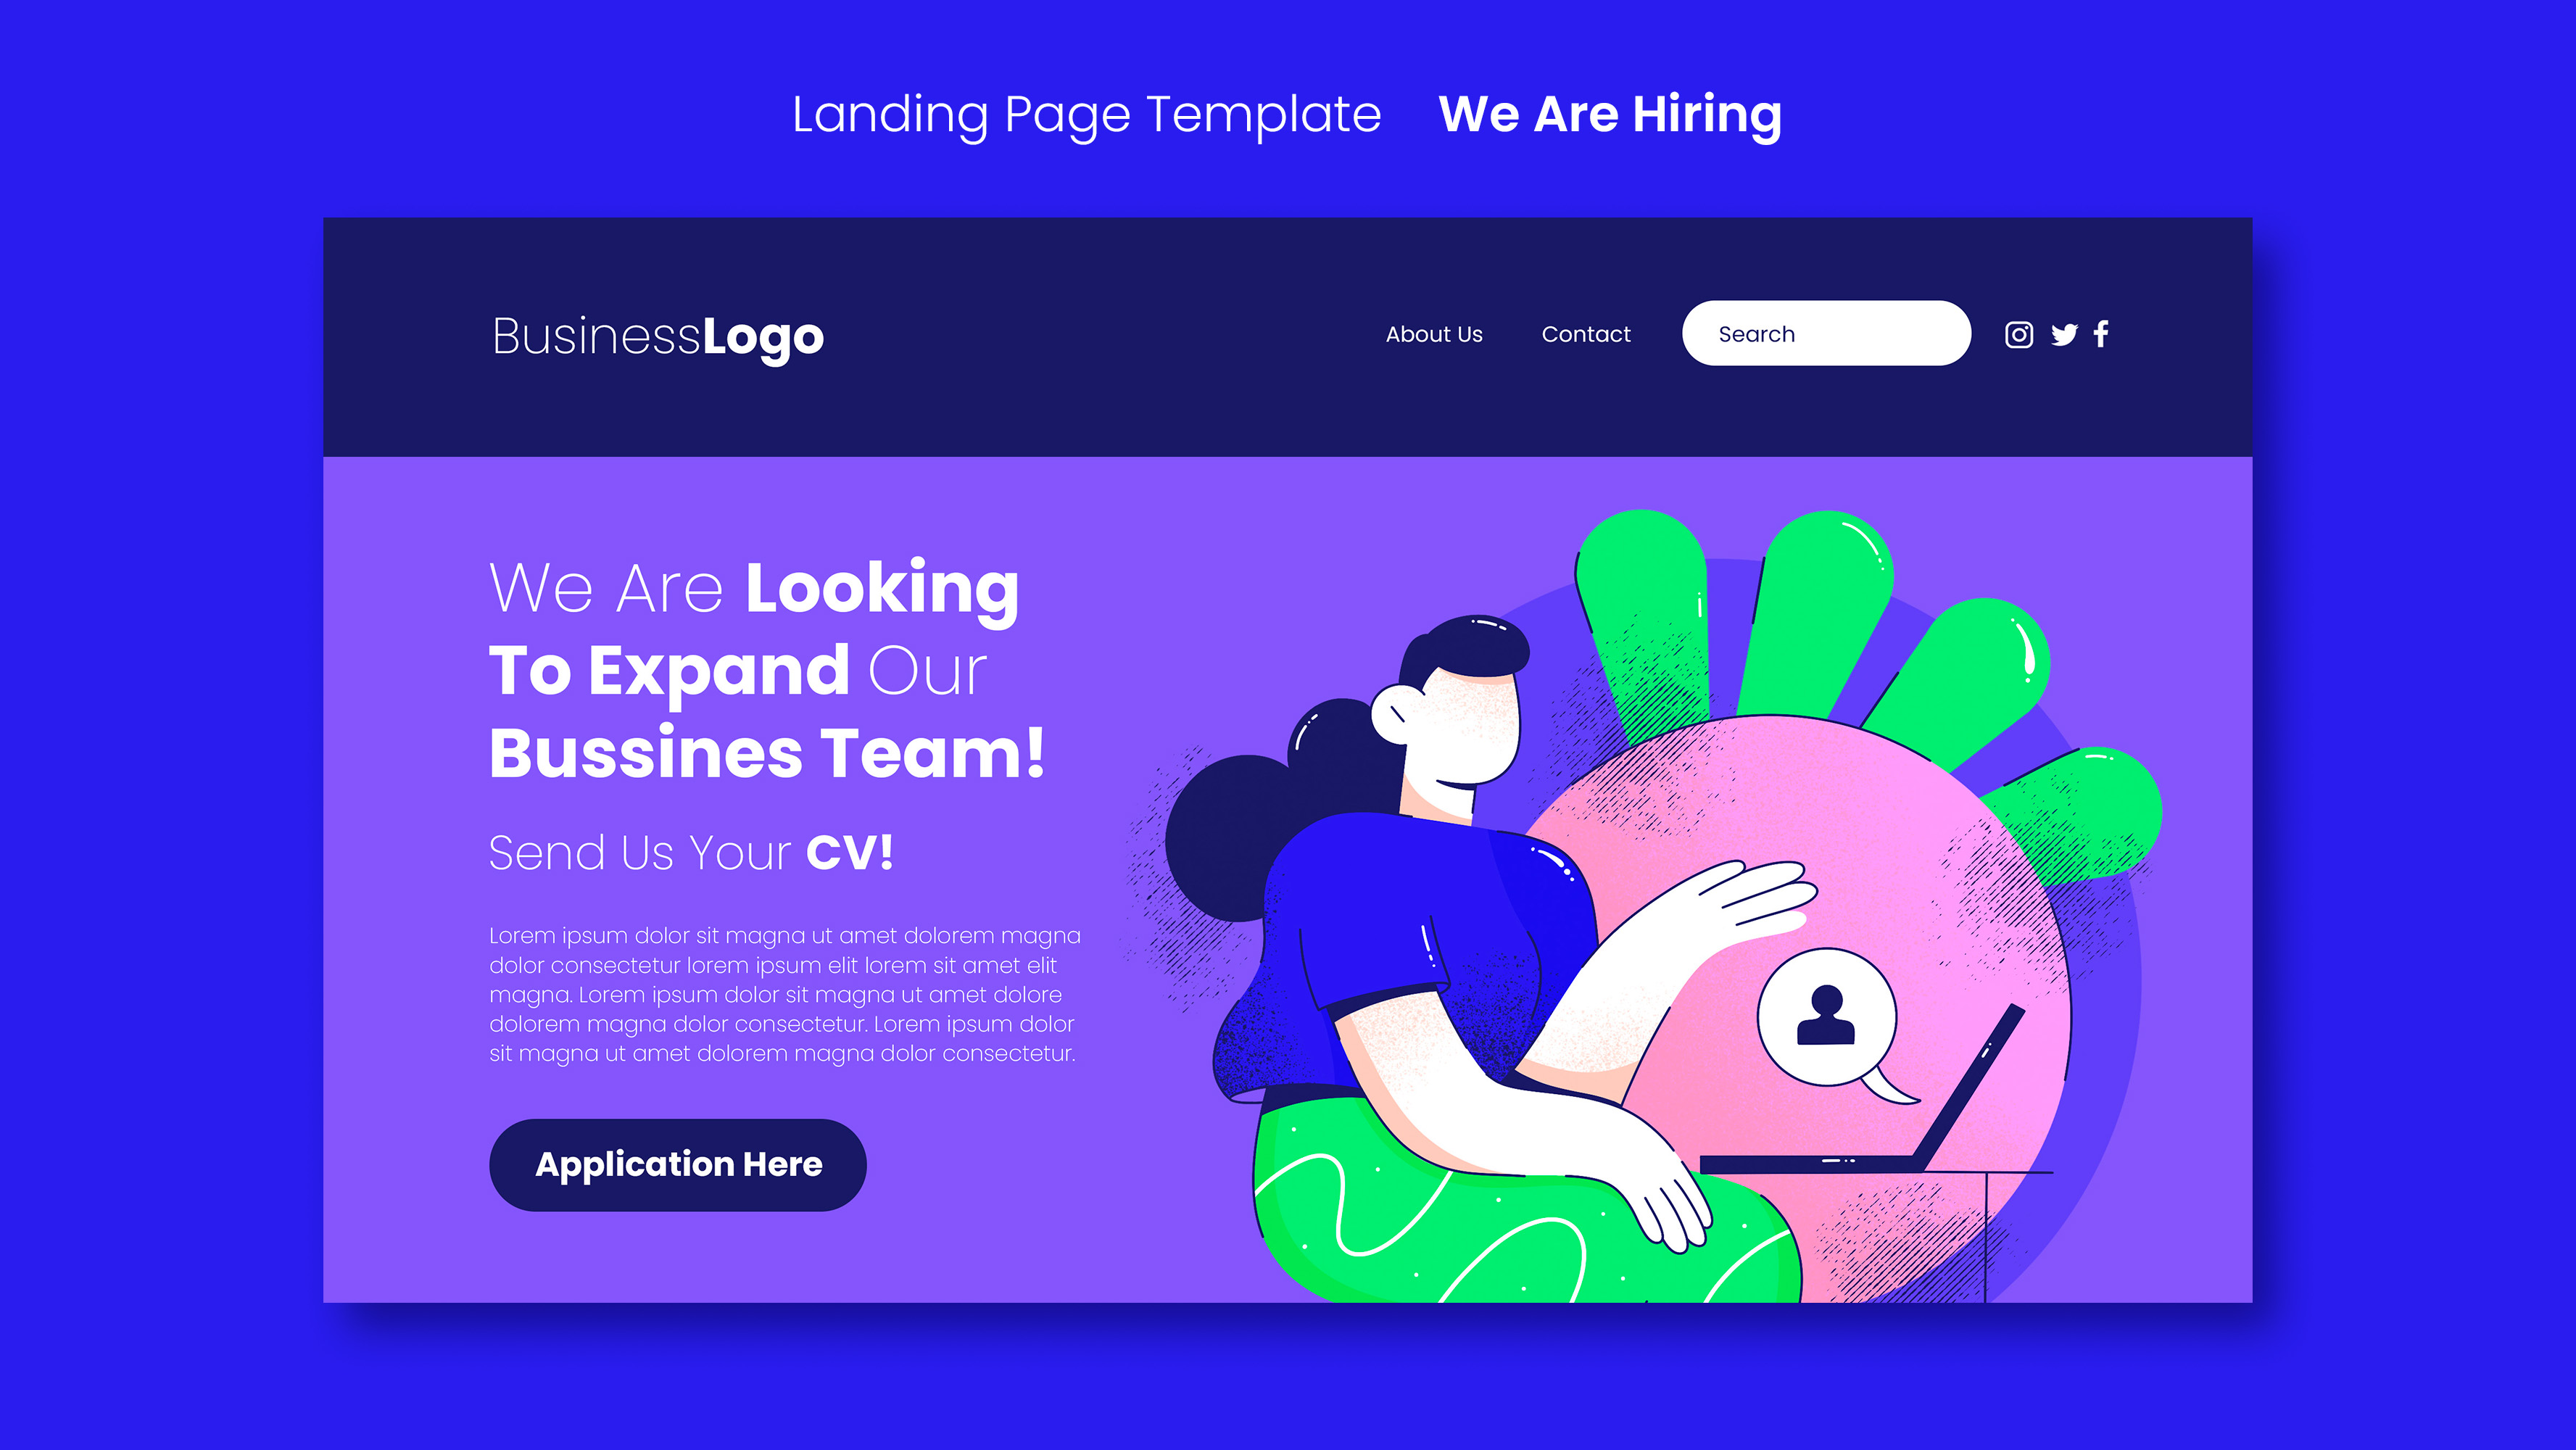 Landing Page Template We Are Hiring
BusinessLogo
About Us Contact Search
We Are Looking
To Expand Our
Bussines Team!
Send Us Your CV!
Lorem ipsum dolor sit magna ut amet dolorem magna
dolor consectetur lorem ipsum elit lorem sit amet elit
magna. Lorem ipsum dolor sit magna ut amet dolore
dolorem magna dolor consectetur. Lorem ipsum dolor
sit magna ut amet dolorem magna dolor consectetur.
Application Here